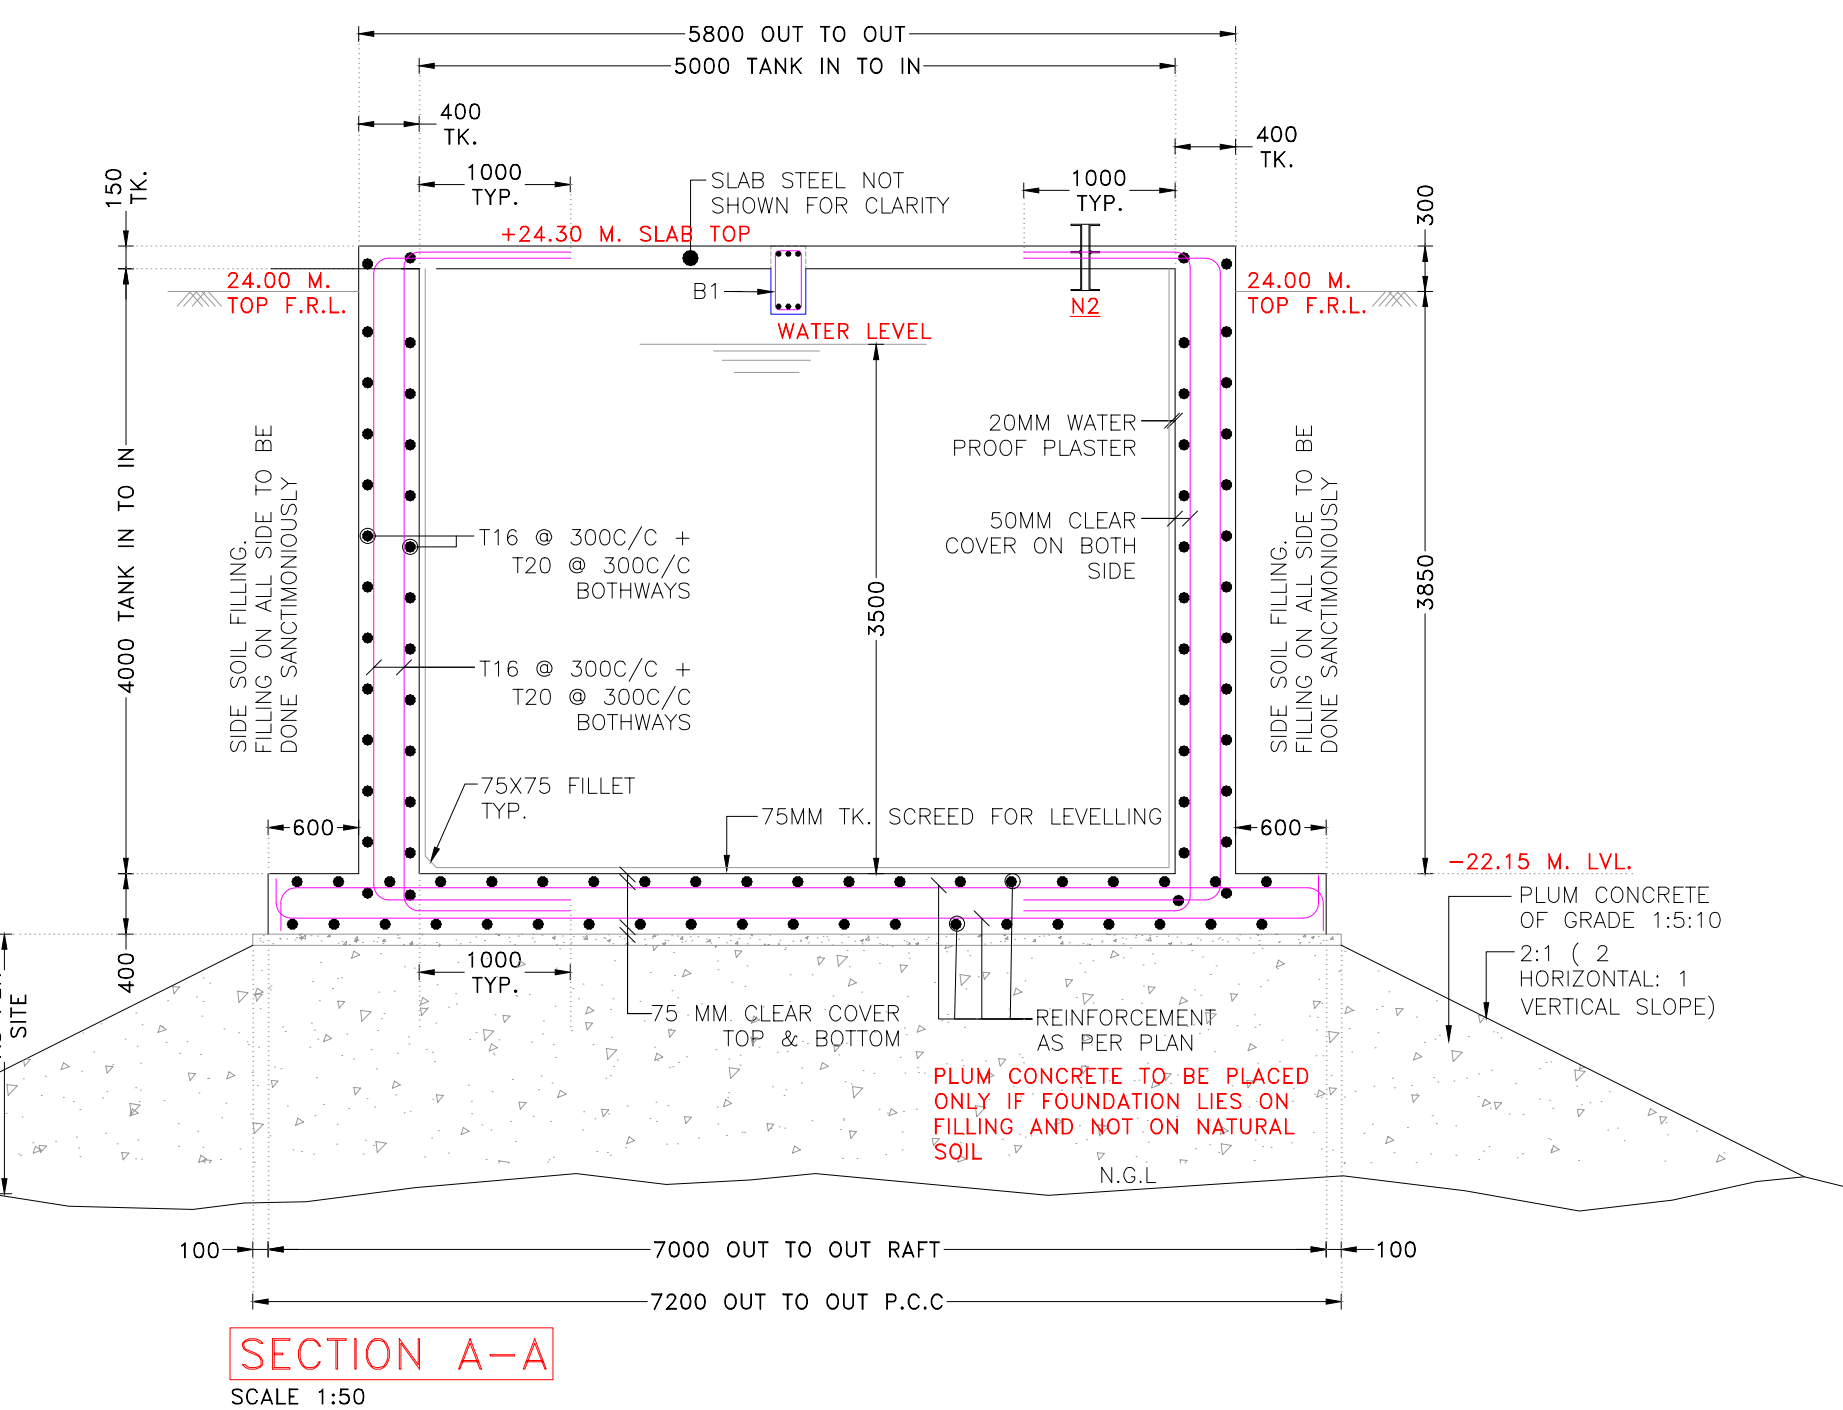 5800 OUT TO OUT
5000 TANK IN TO IN
400
TK.
400
TK.
150
TK.
1000
TYP.
SLAB STEEL NOT
SHOWN FOR CLARITY
1000
TYP.
300
+24.30 M. SLAB TOP
24.00 M.
TOP F.R.L.
B1
N2
24.00 M.
TOP F.R.L.
WATER LEVEL
20MM WATER
PROOF PLASTER
4000 TANK IN TO IN
SIDE SOIL FILLING.
FILLING ON ALL SIDE TO BE
DONE SANCTIMONIOUSLY
T16 @ 300C/C +
T20 @ 300C/C
BOTHWAYS
50MM CLEAR
COVER ON BOTH
SIDE
3500
SIDE SOIL FILLING.
FILLING ON ALL SIDE TO BE
DONE SANCTIMONIOUSLY
3850
T16 @ 300C/C +
T20 @ 300C/C
BOTHWAYS
75X75 FILLET
TYP.
75MM TK. SCREED FOR LEVELLING
600
600
-22.15 M. LVL.
PLUM CONCRETE
OF GRADE 1:5:10
2:1 ( 2
HORIZONTAL: 1
VERTICAL SLOPE)
400
SITE
1000
TYP.
75 MM CLEAR COVER
TOP & BOTTOM
REINFORCEMENT
AS PER PLAN
PLUM CONCRETE TO BE PLACED
ONLY IF FOUNDATION LIES ON
FILLING AND NOT ON NATURAL
SOIL
N.G.L
100
7000 OUT TO OUT RAFT
100
7200 OUT TO OUT P.C.C
SECTION A-A
SCALE 1:50